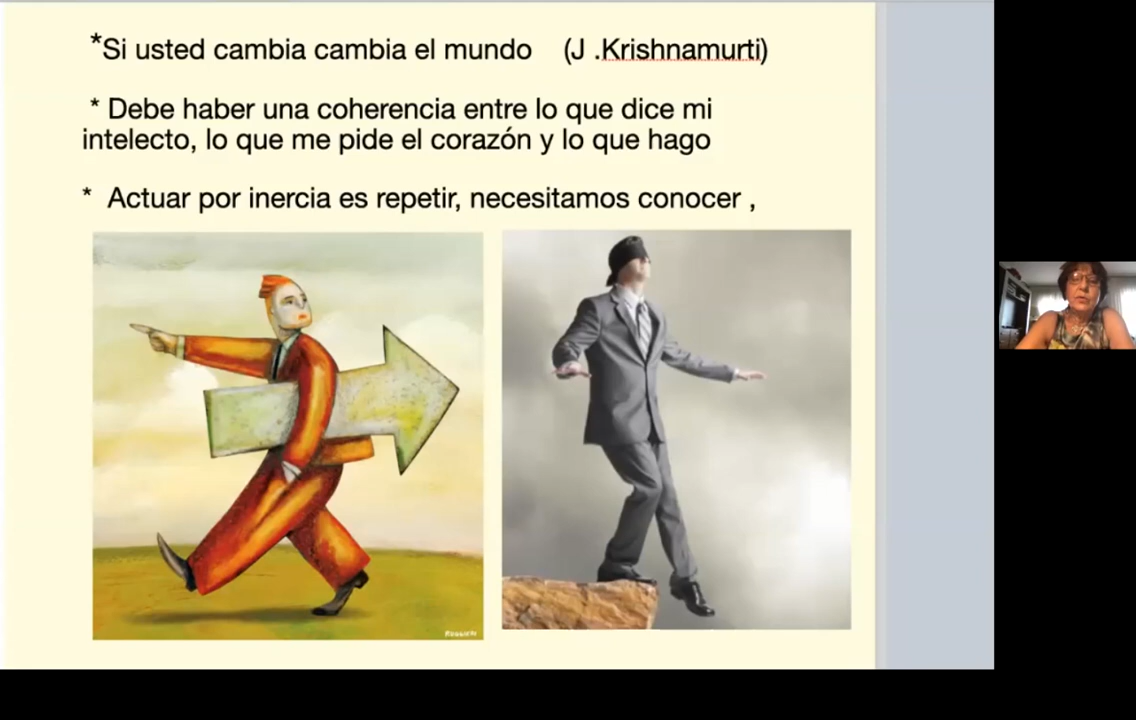 *Si usted cambia cambia el mundo (J .Krishnamurti)
* Debe haber una coherencia entre lo que dice mi
intelecto, lo que me pide el corazón y lo que hago
* Actuar por inercia es repetir, necesitamos conocer ,